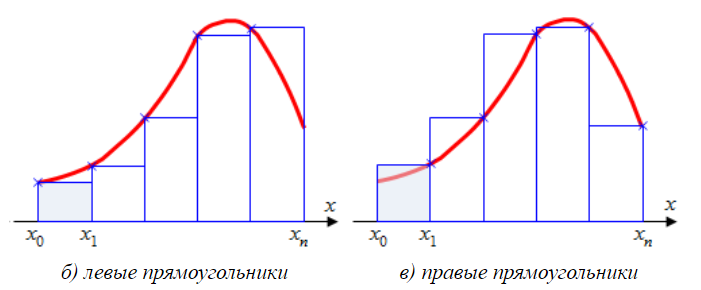 x
x₀ x₁ xₙ
б) левые прямоугольники
x
x₀ x₁ xₙ
в) правые прямоугольники